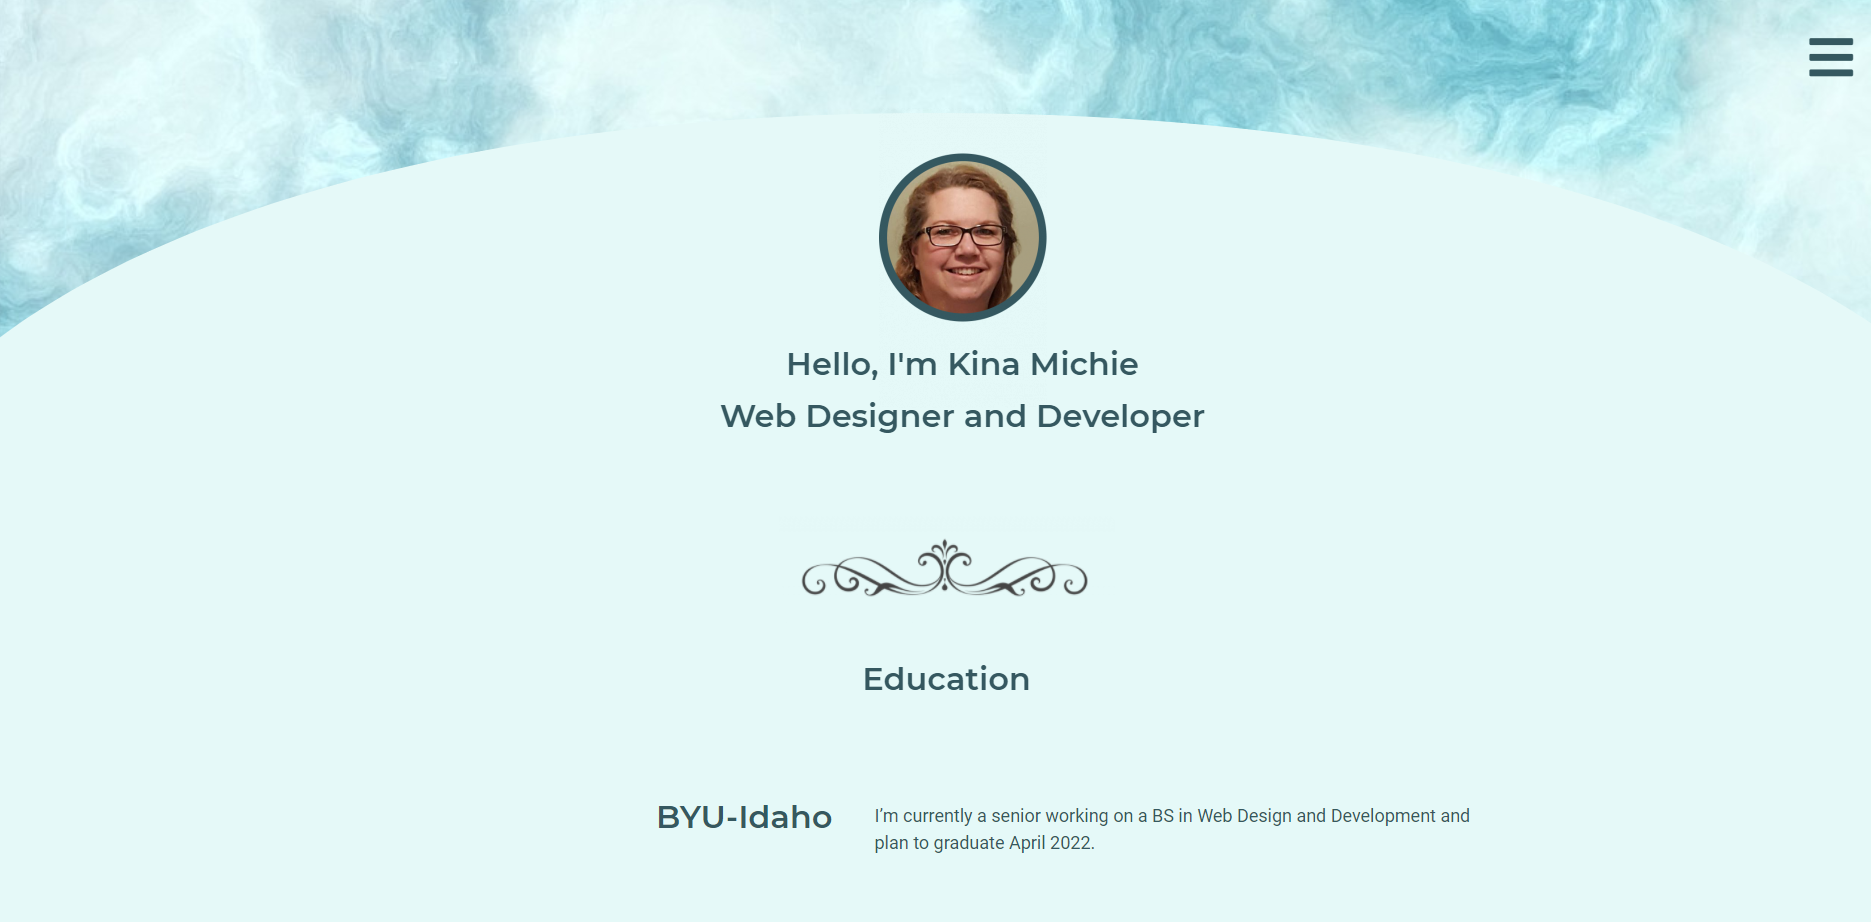 Hello, I'm Kina Michie
Web Designer and Developer
Education
BYU-Idaho
I’m currently a senior working on a BS in Web Design and Development and
plan to graduate April 2022.